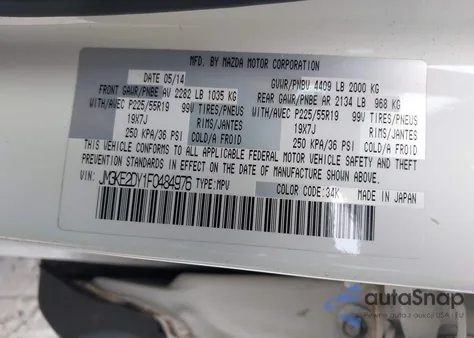 MFD. BY MAZDA MOTOR CORPORATION
DATE 05/14 GVWR/PNBV 4409 LB 2000 KG
FRONT GAWR/PNBE AV 2282 LB 1035 KG REAR GAWR/PNBE AR 2134 LB 968 KG
WITH/AVEC P225/55R19 99V TIRES/PNEUS WITH/AVEC P225/55R19 99V TIRES/PNEUS
19X7J RIMS/JANTES 19X7J RIMS/JANTES
250 KPA/36 PSI COLD/A FROID 250 KPA/36 PSI COLD/A FROID
THIS VEHICLE CONFORMS TO ALL APPLICABLE FEDERAL MOTOR VEHICLE SAFETY AND THEFT
PREVENTION STANDARDS IN EFFECT ON THE DATE OF MANUFACTURE SHOWN ABOVE.
JM3KE2DY1F0484976 TYPE:MPV COLOR CODE:34K MADE IN JAPAN
autoSnap
Pewne auta z aukcji USA i EU